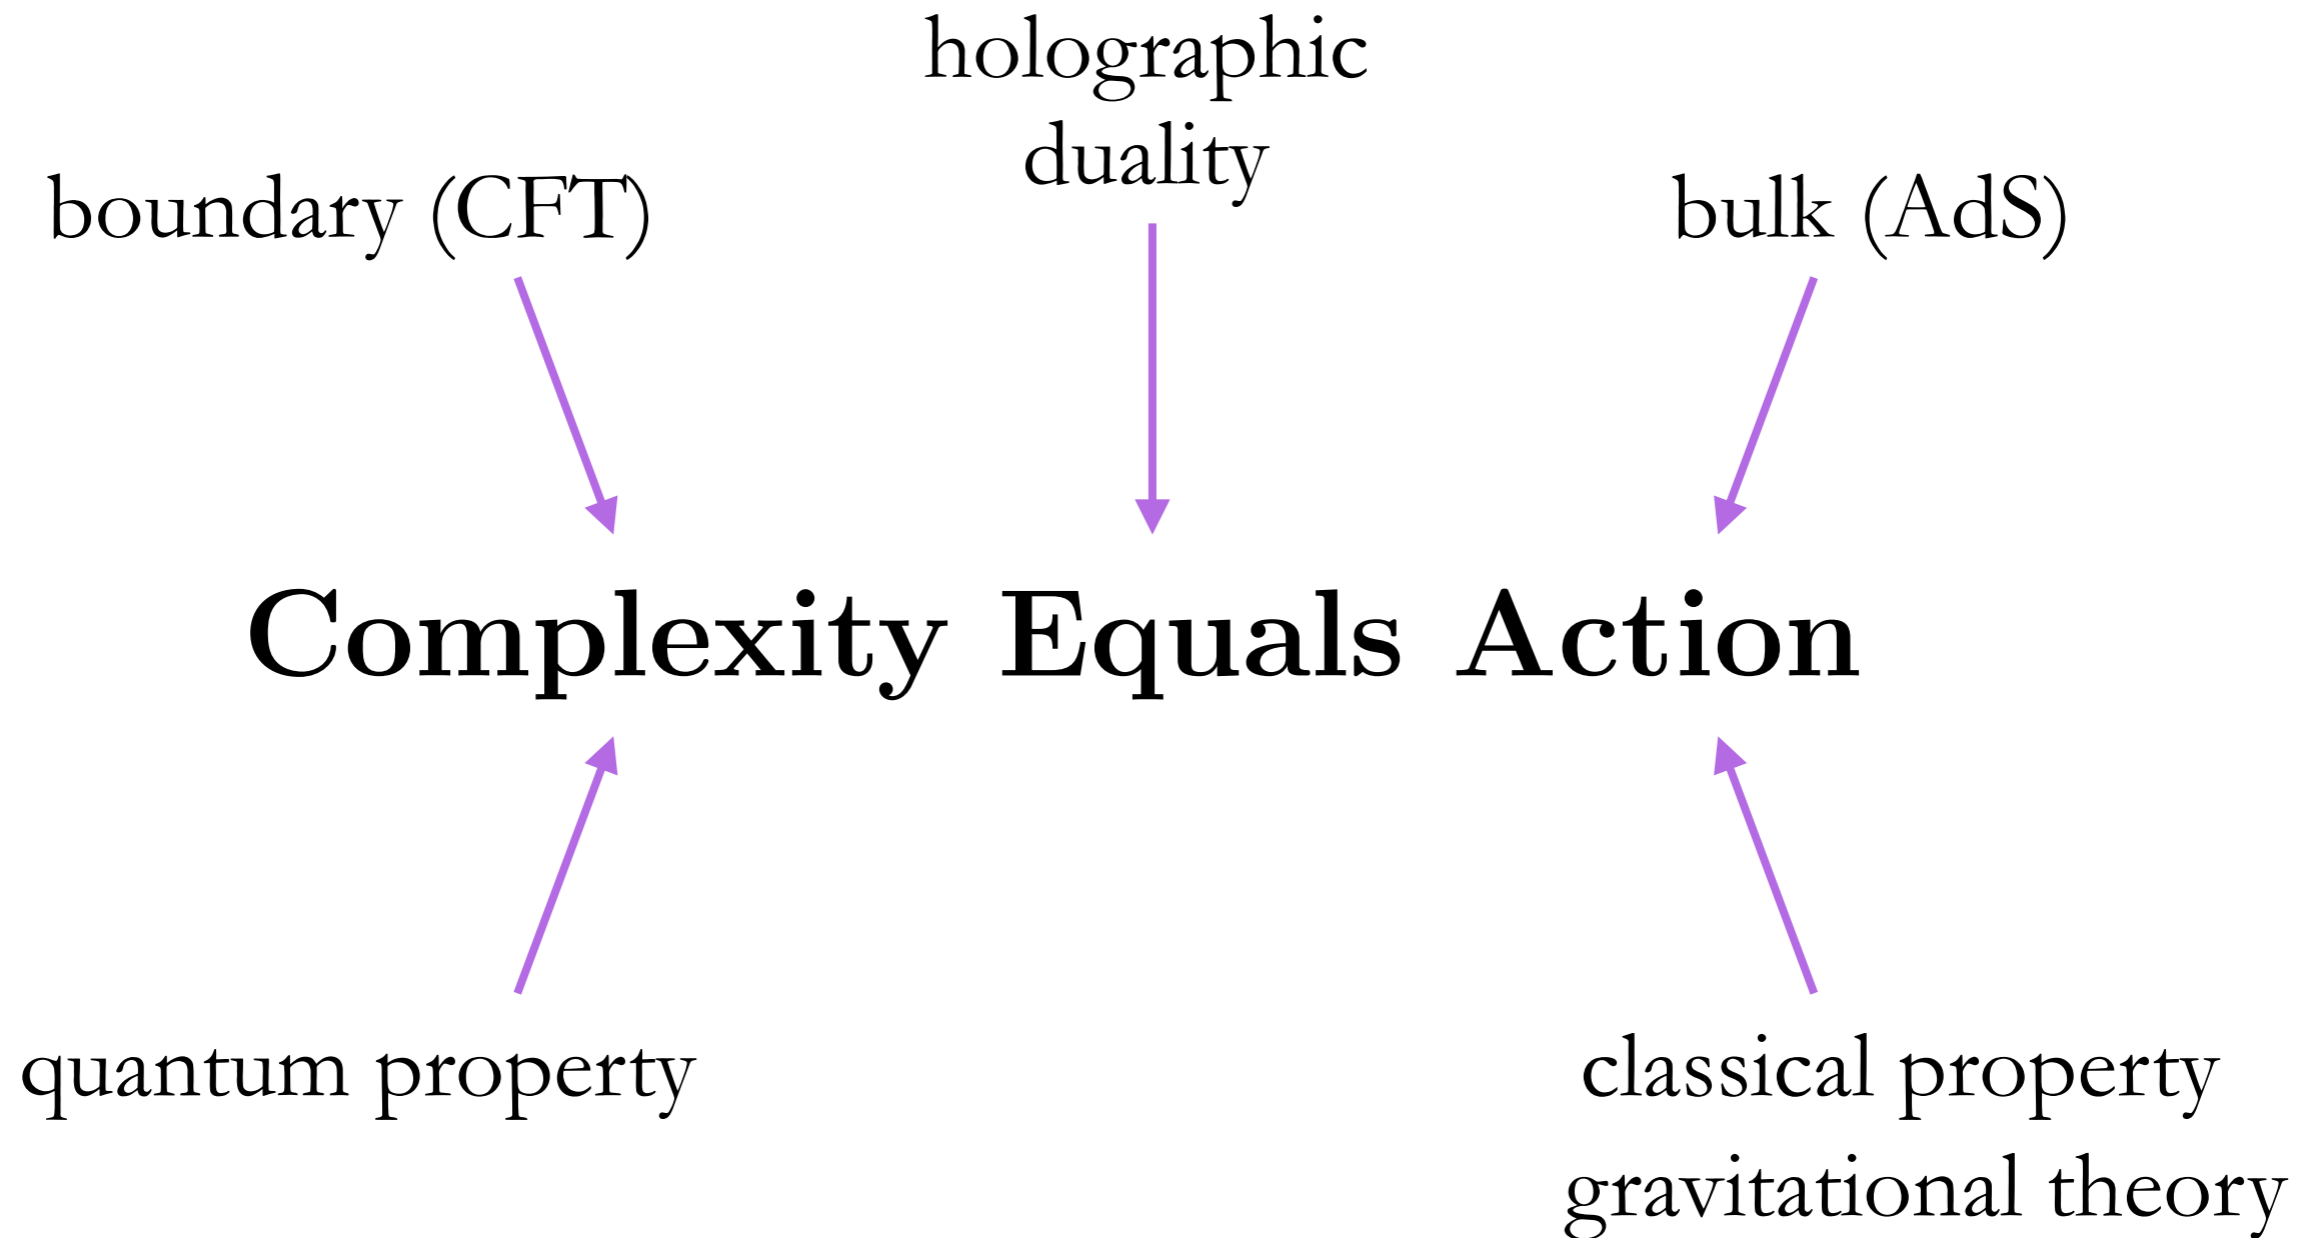 holographic
duality
boundary (CFT)
bulk (AdS)
Complexity Equals Action
quantum property
classical property
gravitational theory